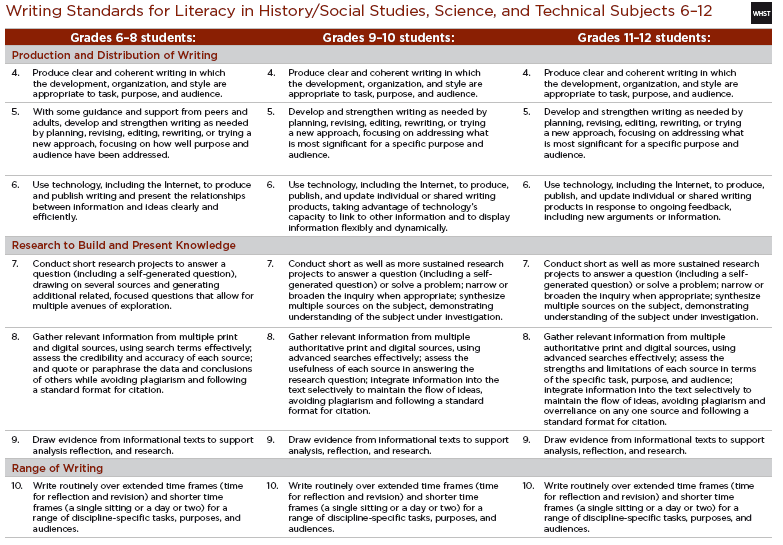 Writing Standards for Literacy in History/Social Studies, Science, and Technical Subjects 6–12
WHST
Grades 6–8 students:
Grades 9–10 students:
Grades 11–12 students:
Production and Distribution of Writing
4. Produce clear and coherent writing in which
the development, organization, and style are
appropriate to task, purpose, and audience.
4. Produce clear and coherent writing in which
the development, organization, and style are
appropriate to task, purpose, and audience.
4. Produce clear and coherent writing in which
the development, organization, and style are
appropriate to task, purpose, and audience.
5. With some guidance and support from peers and
adults, develop and strengthen writing as needed
by planning, revising, editing, rewriting, or trying a
new approach, focusing on how well purpose and
audience have been addressed.
5. Develop and strengthen writing as needed by
planning, revising, editing, rewriting, or trying
a new approach, focusing on addressing what
is most significant for a specific purpose and
audience.
5. Develop and strengthen writing as needed by
planning, revising, editing, rewriting, or trying
a new approach, focusing on addressing what
is most significant for a specific purpose and
audience.
6. Use technology, including the Internet, to produce
and publish writing and present the relationships
between information and ideas clearly and
efficiently.
6. Use technology, including the Internet, to produce,
publish, and update individual or shared writing
products, taking advantage of technology's
capacity to link to other information and to display
information flexibly and dynamically.
6. Use technology, including the Internet, to produce,
publish, and update individual or shared writing
products in response to ongoing feedback,
including new arguments or information.
Research to Build and Present Knowledge
7. Conduct short research projects to answer a
question (including a self-generated question),
drawing on several sources and generating
additional related, focused questions that allow for
multiple avenues of exploration.
7. Conduct short as well as more sustained research
projects to answer a question (including a self-
generated question) or solve a problem; narrow or
broaden the inquiry when appropriate; synthesize
multiple sources on the subject, demonstrating
understanding of the subject under investigation.
7. Conduct short as well as more sustained research
projects to answer a question (including a self-
generated question) or solve a problem; narrow or
broaden the inquiry when appropriate; synthesize
multiple sources on the subject, demonstrating
understanding of the subject under investigation.
8. Gather relevant information from multiple print
and digital sources, using search terms effectively;
assess the credibility and accuracy of each source;
and quote or paraphrase the data and conclusions
of others while avoiding plagiarism and following
a standard format for citation.
8. Gather relevant information from multiple
authoritative print and digital sources, using
advanced searches effectively; assess the
usefulness of each source in answering the
research question; integrate information into the
text selectively to maintain the flow of ideas,
avoiding plagiarism and following a standard
format for citation.
8. Gather relevant information from multiple
authoritative print and digital sources, using
advanced searches effectively; assess the
strengths and limitations of each source in terms
of the specific task, purpose, and audience;
integrate information into the text selectively to
maintain the flow of ideas, avoiding plagiarism and
overreliance on any one source and following a
standard format for citation.
9. Draw evidence from informational texts to support
analysis reflection, and research.
9. Draw evidence from informational texts to support
analysis, reflection, and research.
9. Draw evidence from informational texts to support
analysis, reflection, and research.
Range of Writing
10. Write routinely over extended time frames (time
for reflection and revision) and shorter time
frames (a single sitting or a day or two) for a
range of discipline-specific tasks, purposes, and
audiences.
10. Write routinely over extended time frames (time
for reflection and revision) and shorter time
frames (a single sitting or a day or two) for a
range of discipline-specific tasks, purposes, and
audiences.
10. Write routinely over extended time frames (time
for reflection and revision) and shorter time
frames (a single sitting or a day or two) for a
range of discipline-specific tasks, purposes, and
audiences.